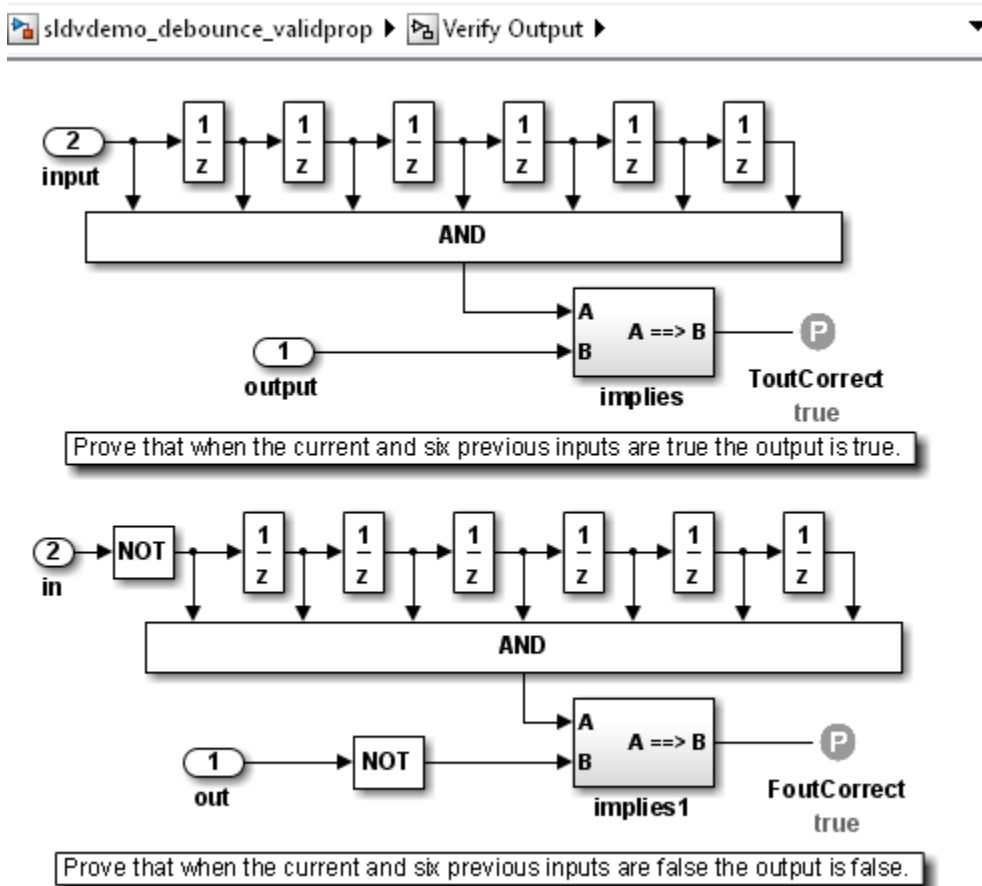 sldvdemo_debounce_validprop Verify Output
1 1 1 1 1 1
2
z z z z z z
input
AND
A
A ==> B P
1 B
output implies ToutCorrect
true
Prove that when the current and six previous inputs are true the output is true.
1 1 1 1 1 1
2 NOT
z z z z z z
in
AND
A
A ==> B P
1 NOT B
out implies1 FoutCorrect
true
Prove that when the current and six previous inputs are false the output is false.